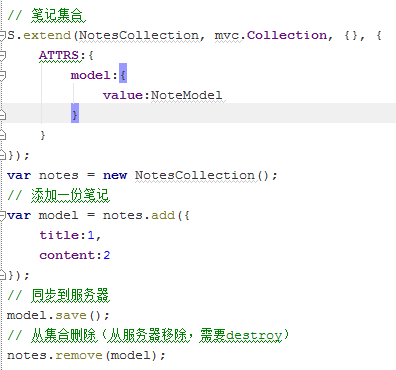 // 笔记集合
S.extend(NotesCollection, mvc.Collection, {}, {
    ATTRS:{
        model:{
            value:NoteModel
        }
    }
});
var notes = new NotesCollection();
// 添加一份笔记
var model = notes.add({
    title:1,
    content:2
});
// 同步到服务器
model.save();
// 从集合删除（从服务器移除，需要destroy）
notes.remove(model);